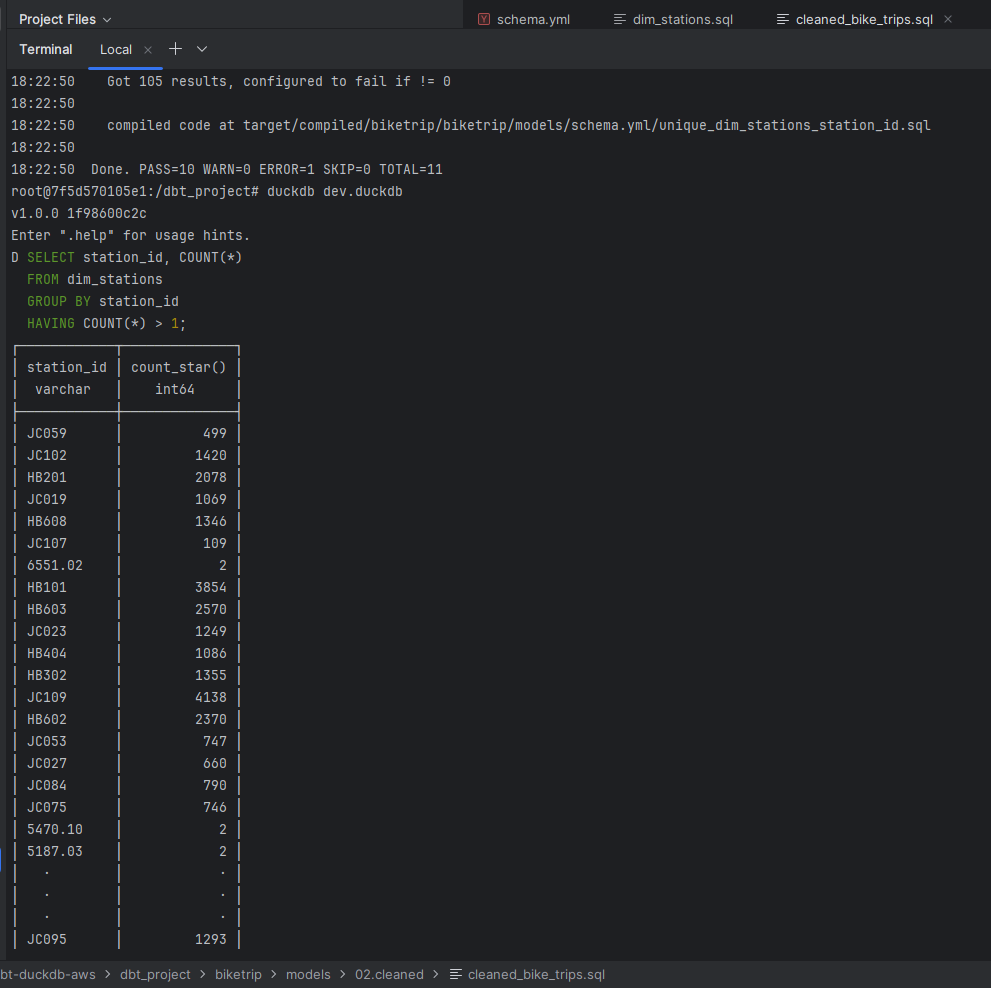 Project Files
schema.yml
dim_stations.sql
cleaned_bike_trips.sql
Terminal
Local
18:22:50    Got 105 results, configured to fail if != 0
18:22:50
18:22:50    compiled code at target/compiled/biketrip/biketrip/models/schema.yml/unique_dim_stations_station_id.sql
18:22:50
18:22:50  Done. PASS=10 WARN=0 ERROR=1 SKIP=0 TOTAL=11
root@7f5d570105e1:/dbt_project# duckdb dev.duckdb
v1.0.0 1f98600c2c
Enter ".help" for usage hints.
D SELECT station_id, COUNT(*)
  FROM dim_stations
  GROUP BY station_id
  HAVING COUNT(*) > 1;
station_id │ count_star()
varchar │ int64
JC059 │ 499
JC102 │ 1420
HB201 │ 2078
JC019 │ 1069
HB608 │ 1346
JC107 │ 109
6551.02 │ 2
HB101 │ 3854
HB603 │ 2570
JC023 │ 1249
HB404 │ 1086
HB302 │ 1355
JC109 │ 4138
HB602 │ 2370
JC053 │ 747
JC027 │ 660
JC084 │ 790
JC075 │ 746
5470.10 │ 2
5187.03 │ 2
· │ ·
· │ ·
· │ ·
JC095 │ 1293
bt-duckdb-aws > dbt_project > biketrip > models > 02.cleaned > cleaned_bike_trips.sql